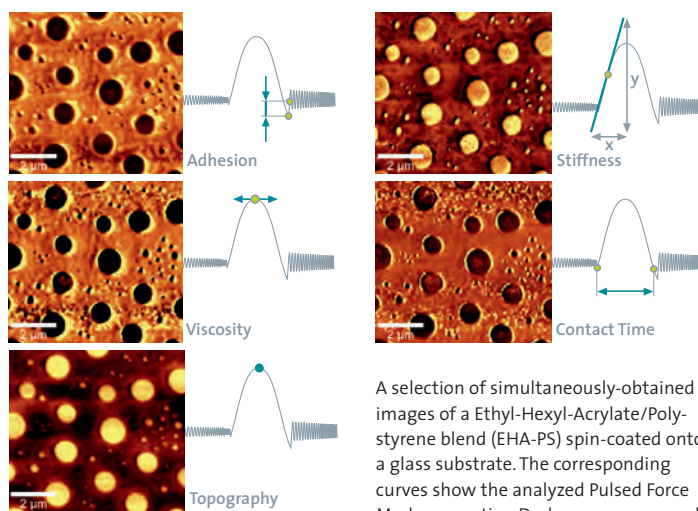 2 µm
Adhesion
2 µm
y
x
Stiffness
2 µm
Viscosity
2 µm
Contact Time
2 µm
Topography
A selection of simultaneously-obtained
images of a Ethyl-Hexyl-Acrylate/Poly-
styrene blend (EHA-PS) spin-coated onto
a glass substrate. The corresponding
curves show the analyzed Pulsed Force